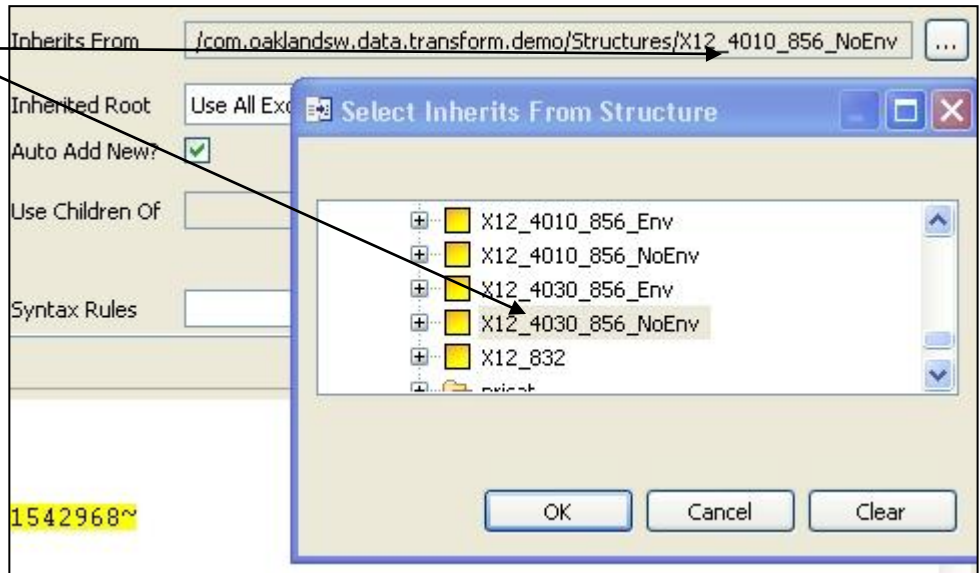 Inherits From /com.oaklandsw.data.transform.demo/Structures/X12_4010_856_NoEnv ...
Inherited Root Use All Exc
Select Inherits From Structure
Auto Add New?
Use Children Of
X12_4010_856_Env
X12_4010_856_NoEnv
X12_4030_856_Env
Syntax Rules
X12_4030_856_NoEnv
X12_832
pricat
1542968~
OK Cancel Clear